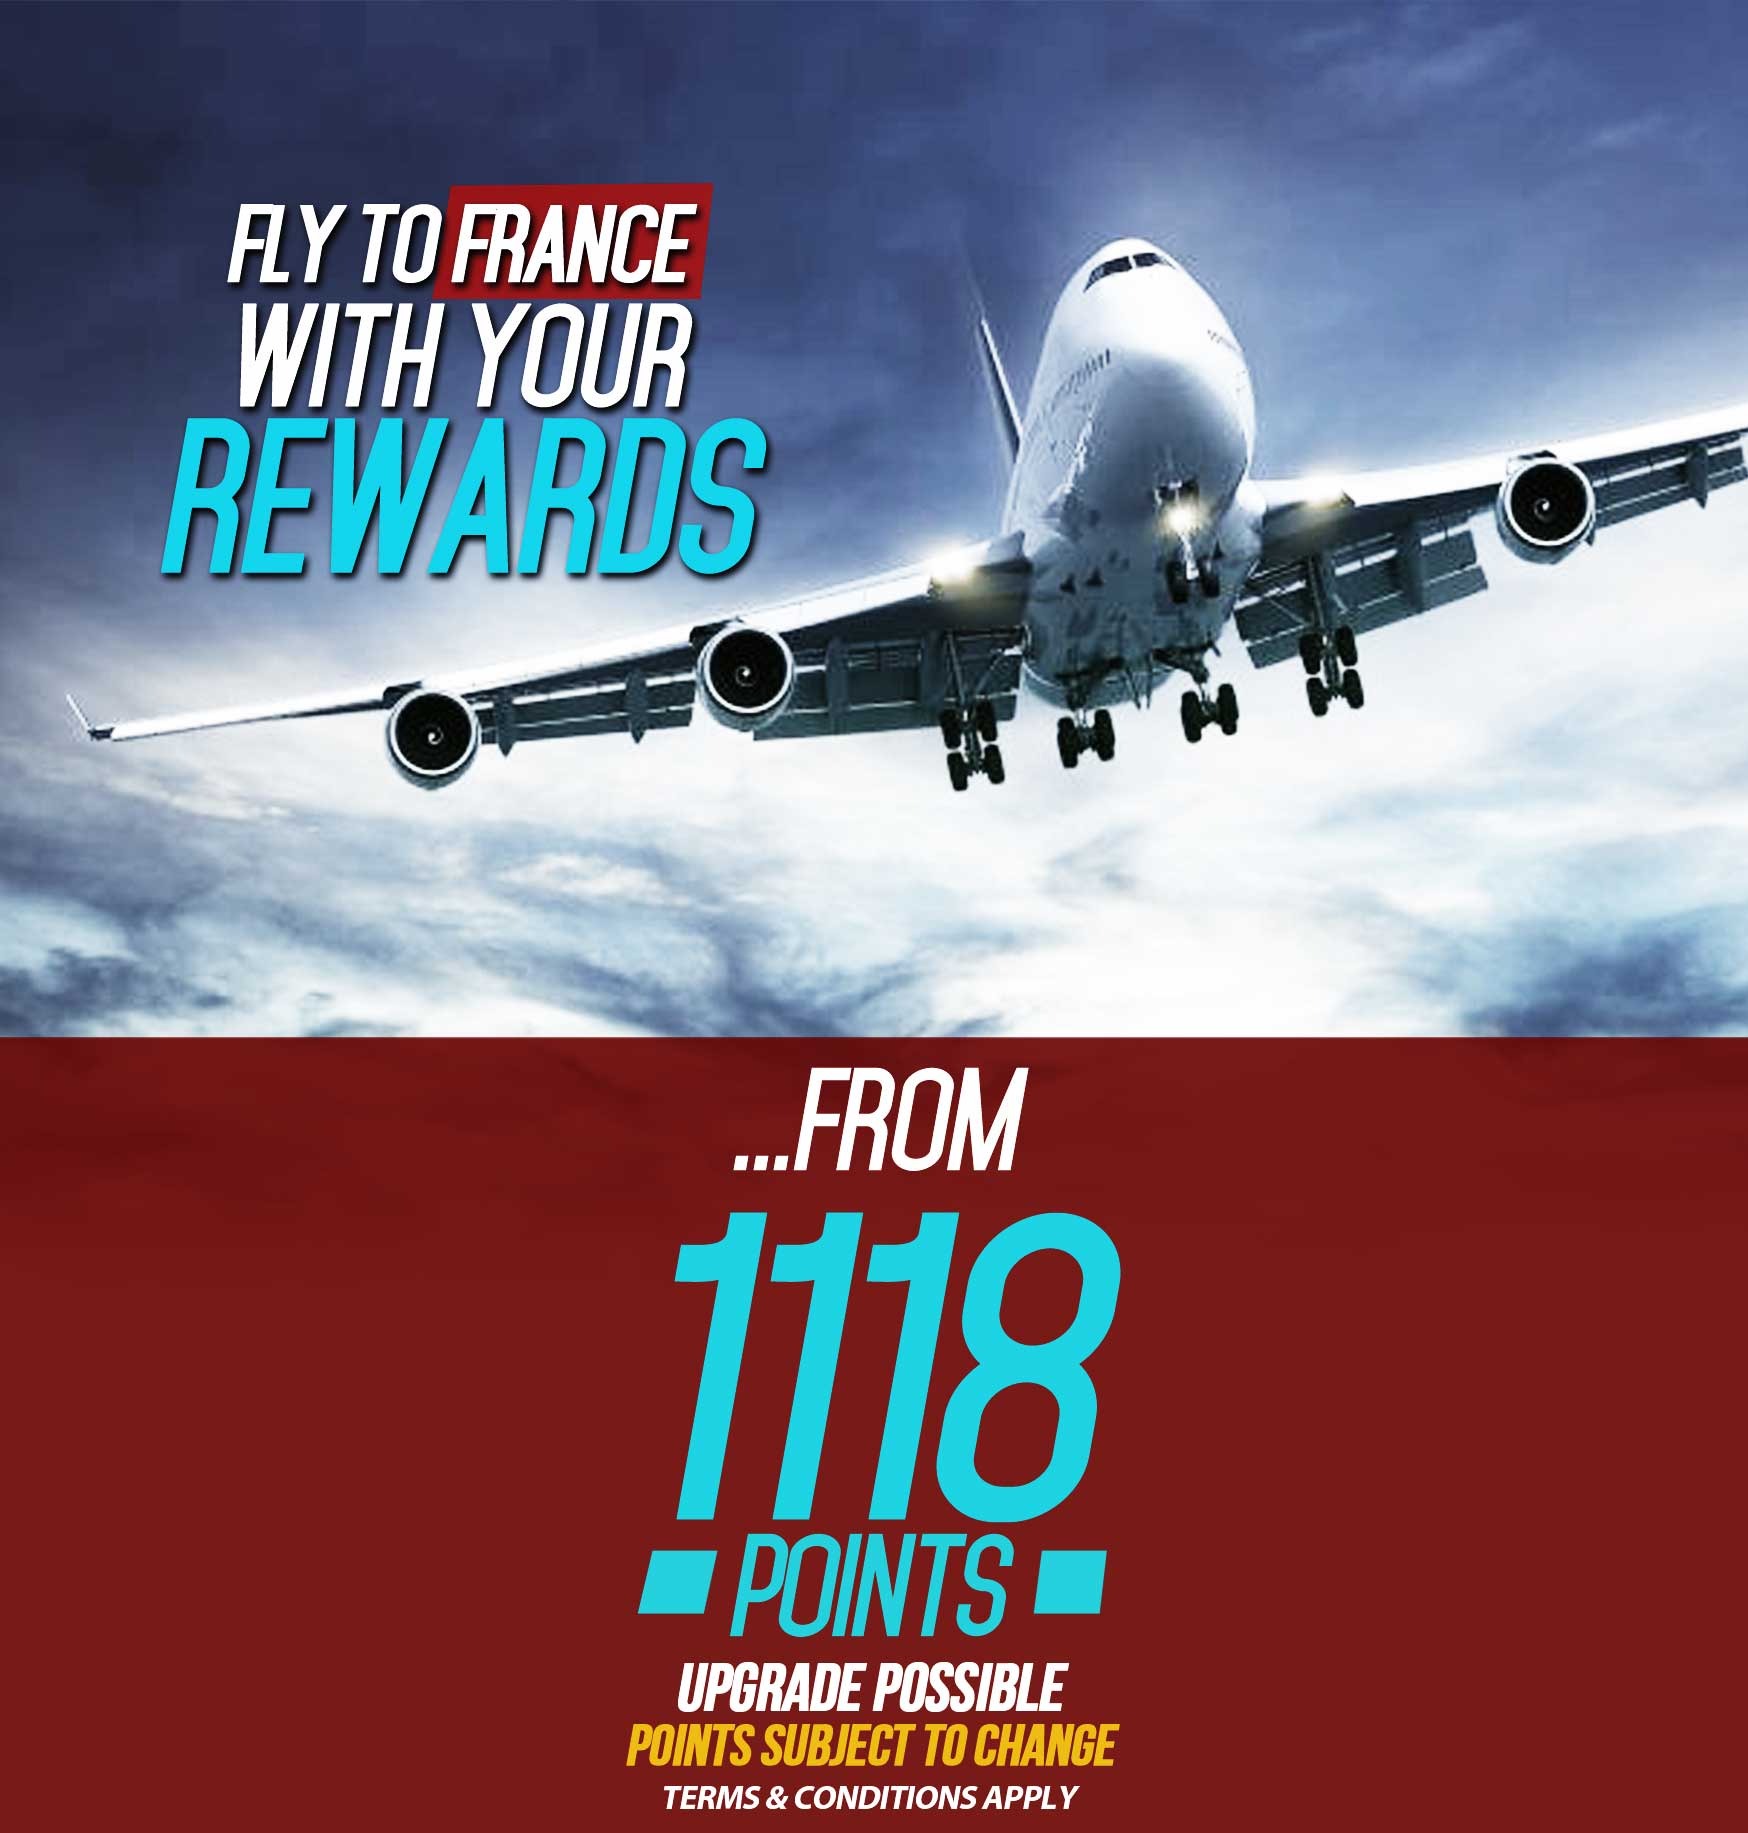 FLY TO FRANCE
WITH YOUR
REWARDS
...FROM
1118
POINTS
UPGRADE POSSIBLE
POINTS SUBJECT TO CHANGE
TERMS & CONDITIONS APPLY